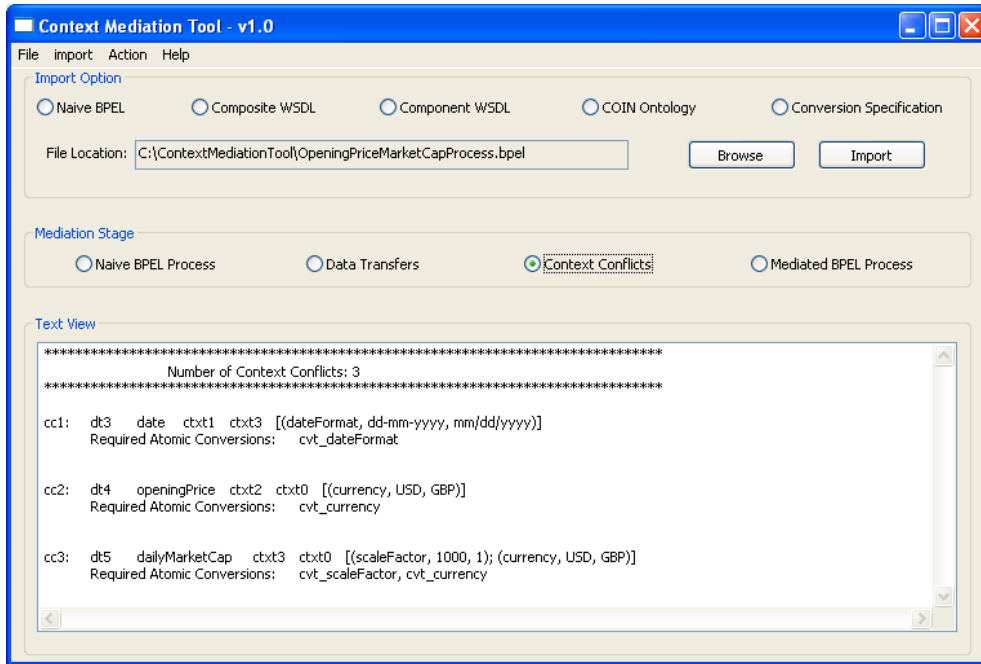 Context Mediation Tool - v1.0
File import Action Help
Import Option
Naive BPEL Composite WSDL Component WSDL COIN Ontology Conversion Specification
File Location: C:\ContextMediationTool\OpeningPriceMarketCapProcess.bpel Browse Import
Mediation Stage
Naive BPEL Process Data Transfers Context Conflicts Mediated BPEL Process
Text View
********************************************************************************
Number of Context Conflicts: 3
********************************************************************************
cc1: dt3 date ctxt1 ctxt3 [(dateFormat, dd-mm-yyyy, mm/dd/yyyy)]
Required Atomic Conversions: cvt_dateFormat
cc2: dt4 openingPrice ctxt2 ctxt0 [(currency, USD, GBP)]
Required Atomic Conversions: cvt_currency
cc3: dt5 dailyMarketCap ctxt3 ctxt0 [(scaleFactor, 1000, 1); (currency, USD, GBP)]
Required Atomic Conversions: cvt_scaleFactor, cvt_currency